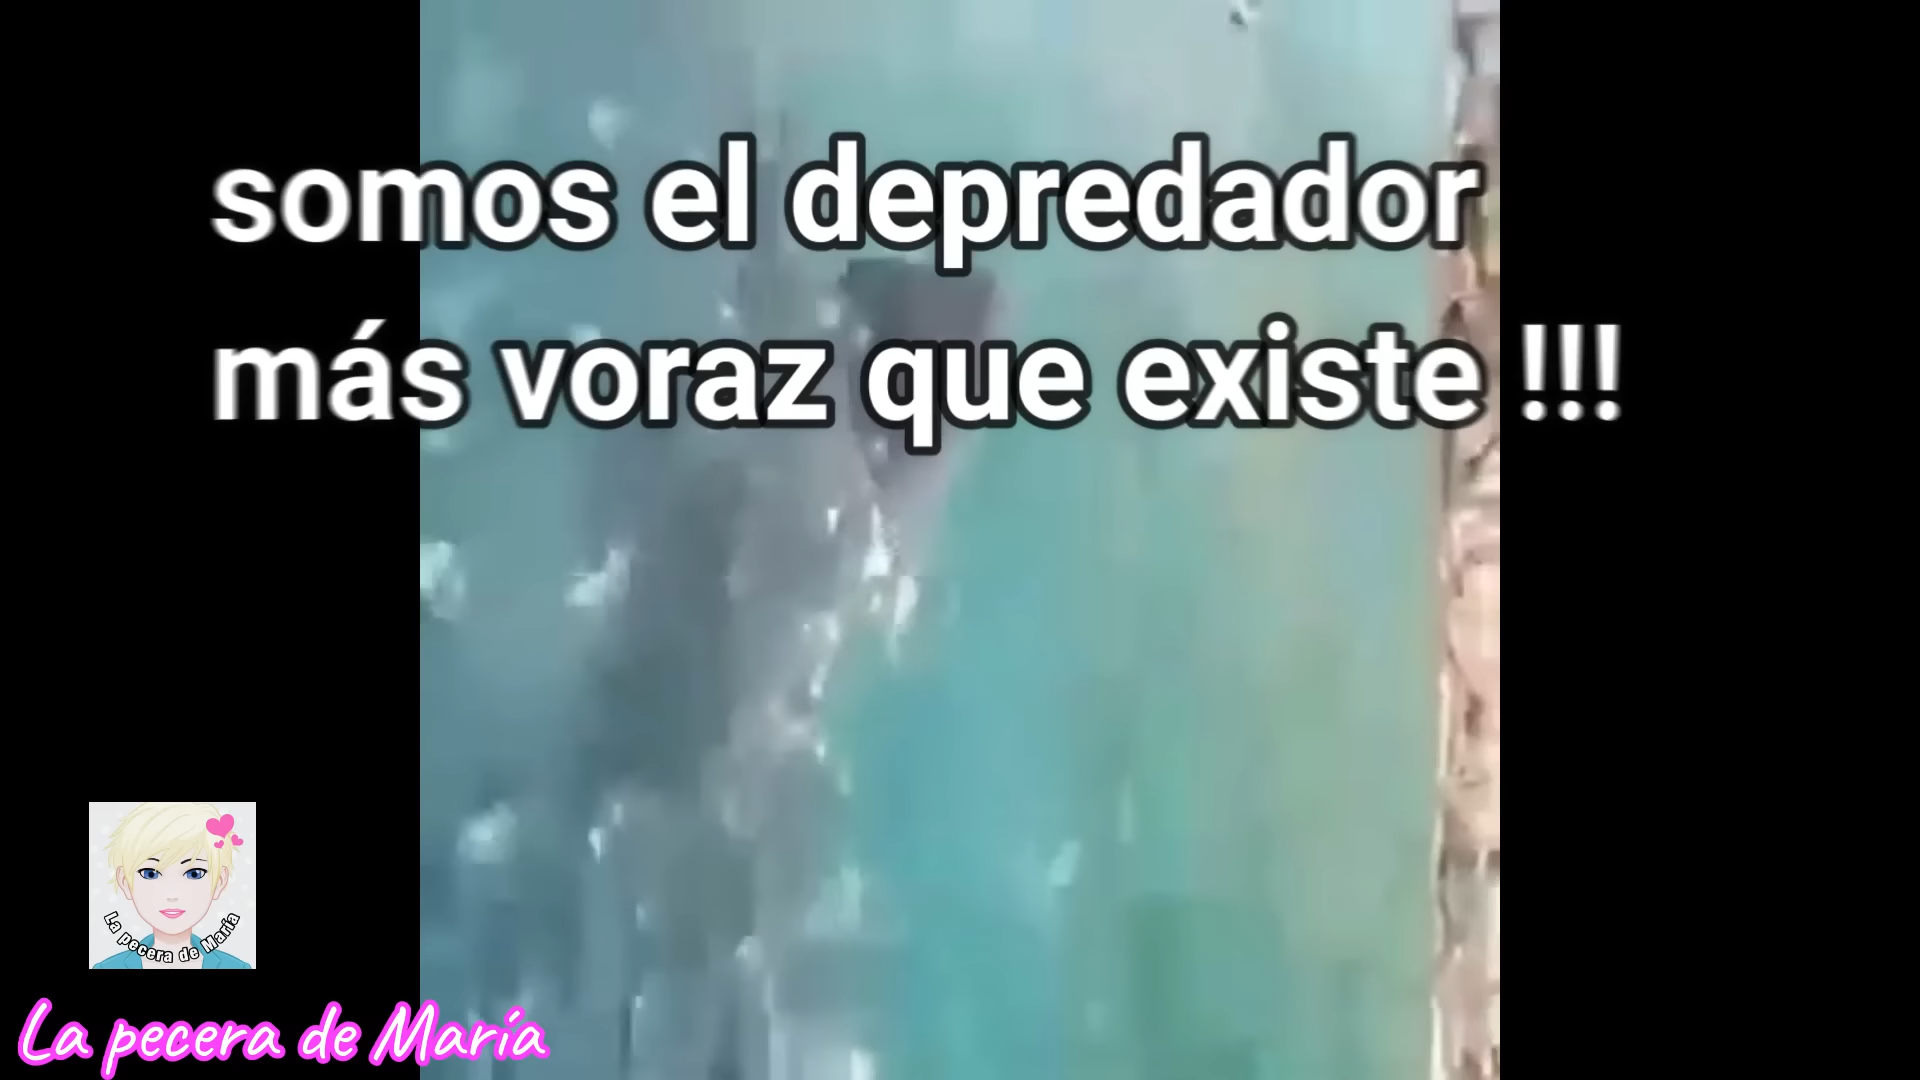 somos el depredador
más voraz que existe !!!
La pecera de María
La pecera de María